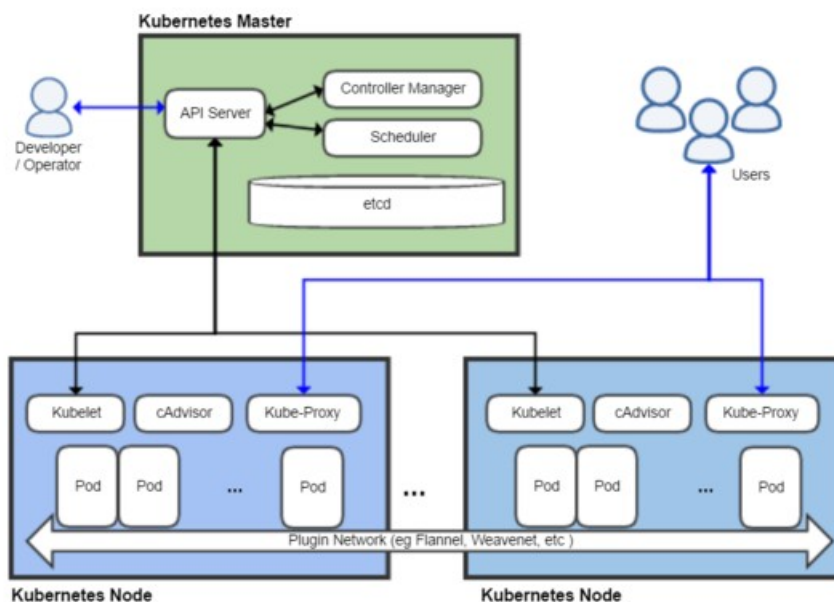 Kubernetes Master
API Server
Controller Manager
Scheduler
etcd
Developer
/ Operator
Users
Kubelet
cAdvisor
Kube-Proxy
Pod
Pod
...
Pod
...
Kubelet
cAdvisor
Kube-Proxy
Pod
Pod
...
Pod
Plugin Network (eg Flannel, Weavenet, etc )
Kubernetes Node
Kubernetes Node